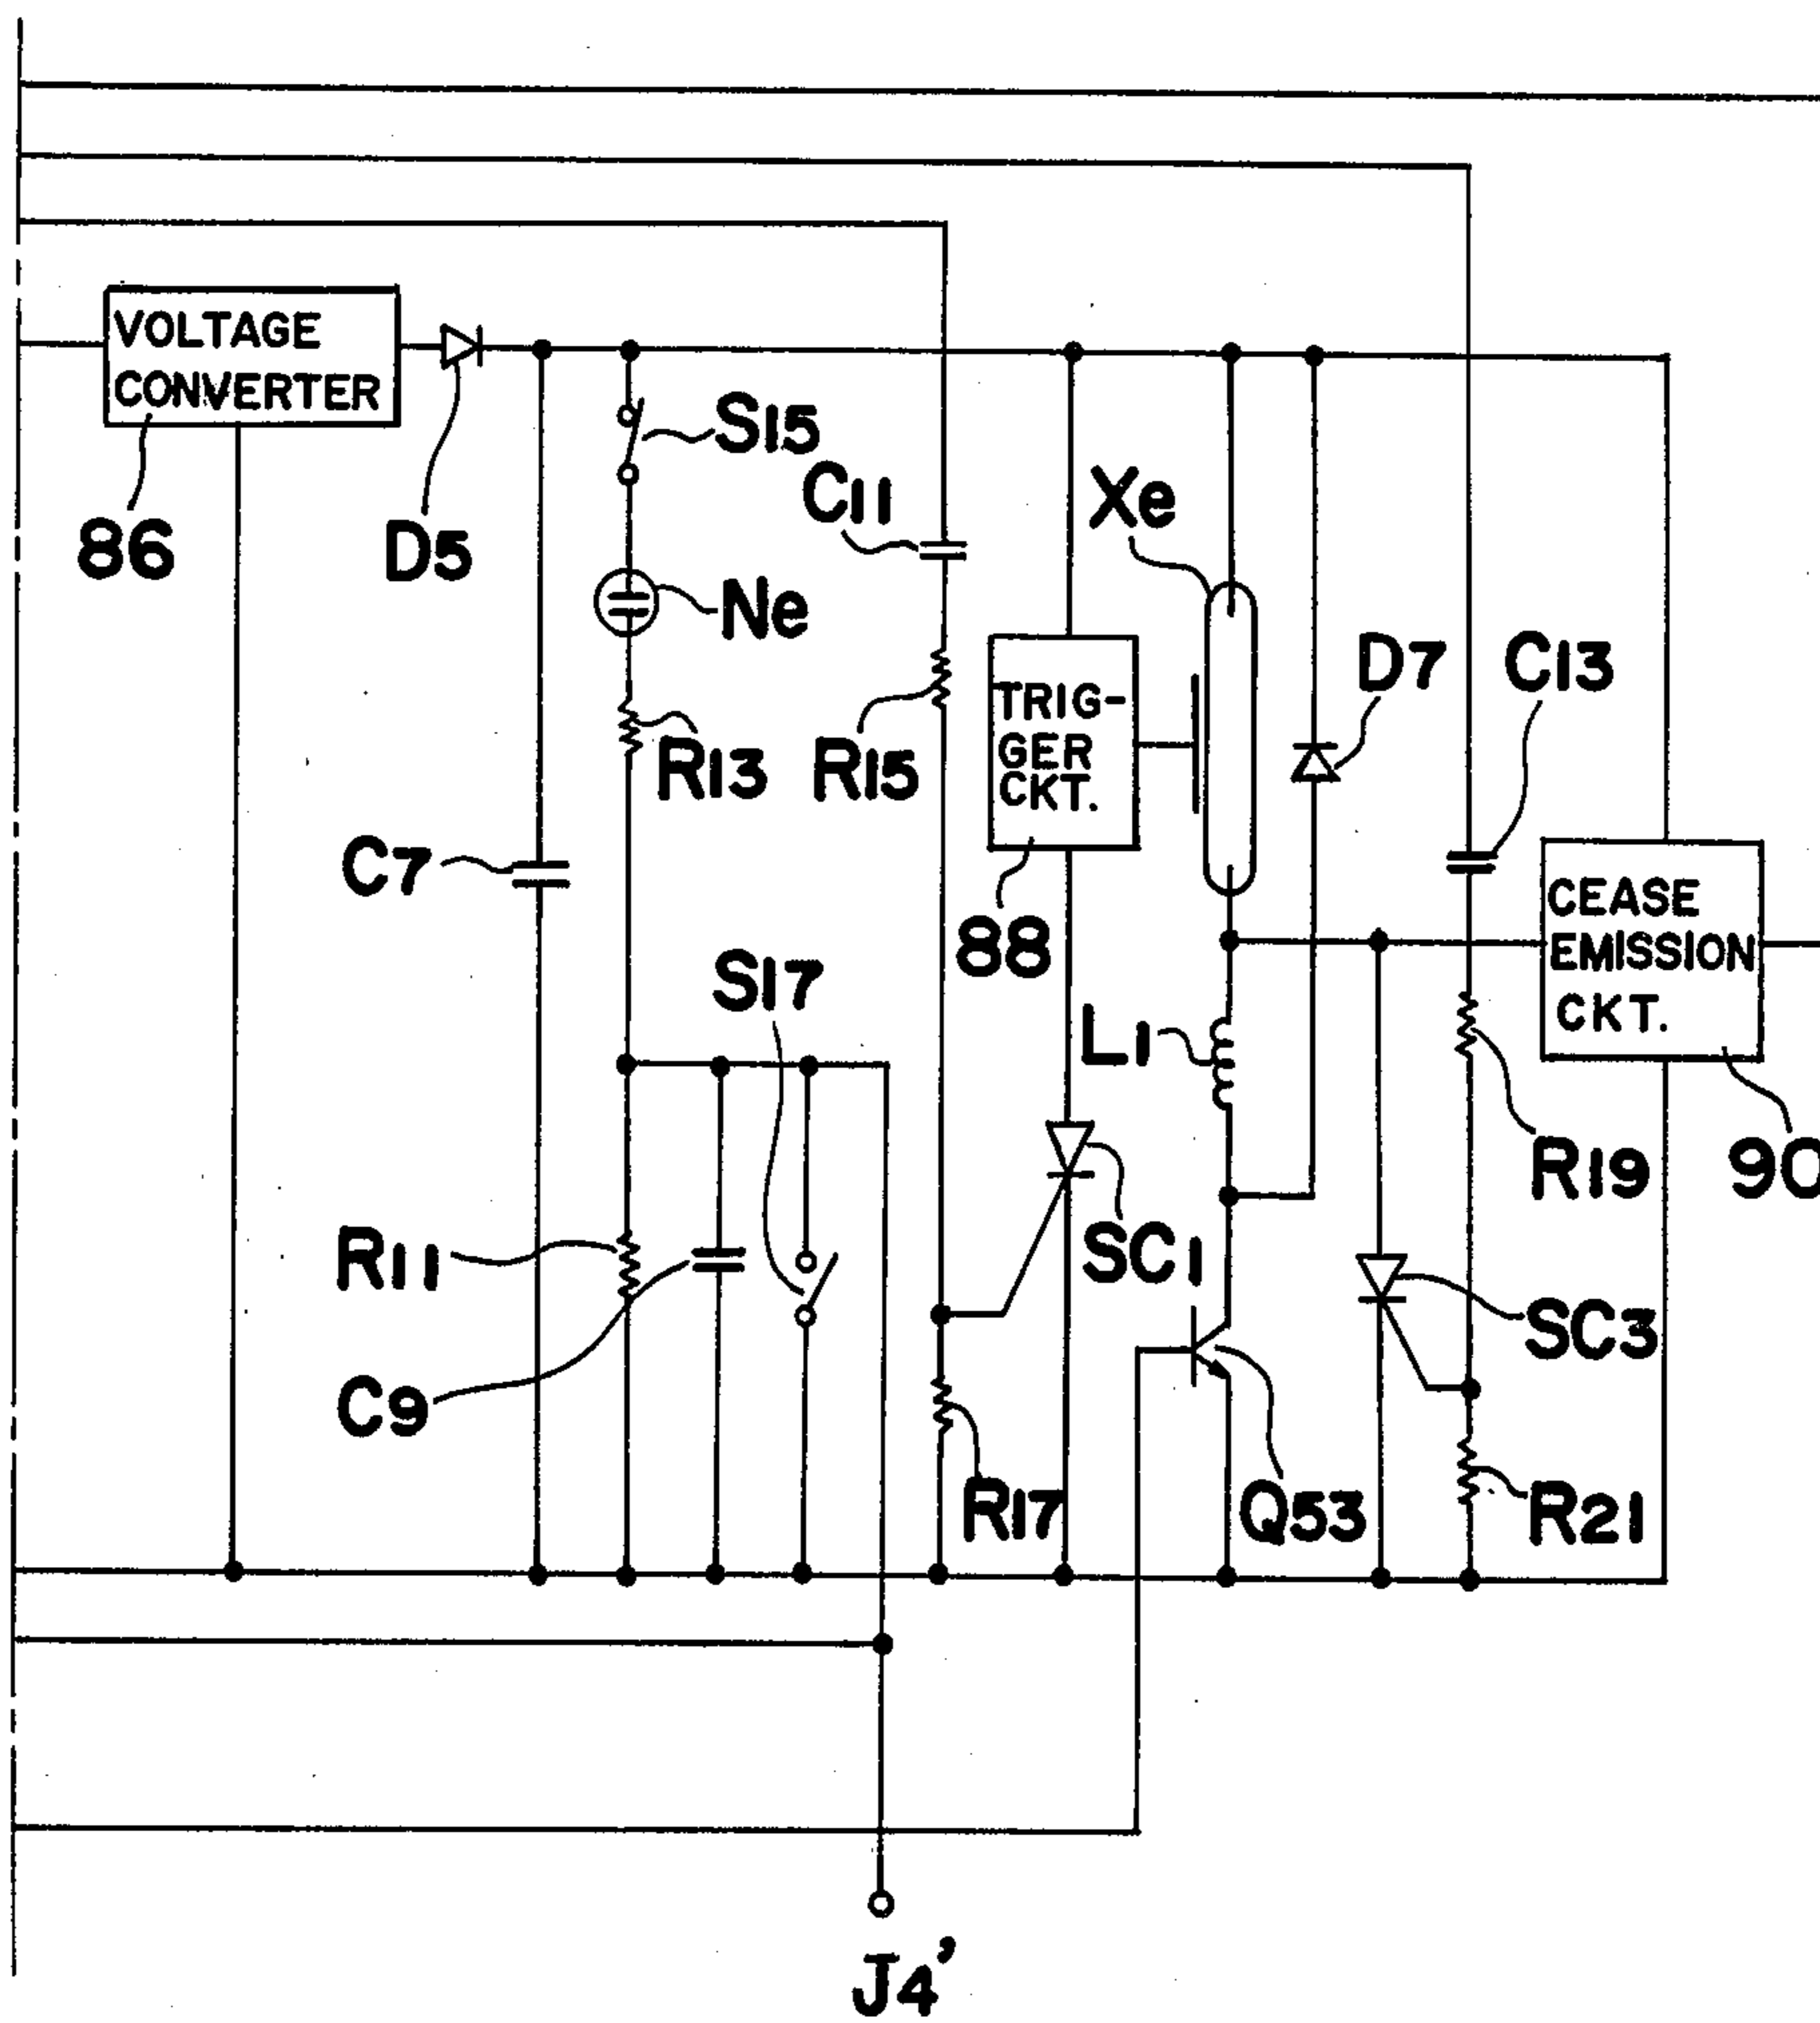 VOLTAGE
CONVERTER
86
D5
S15
C11
Xe
Ne
R13
R15
TRIG-
GER
CKT.
D7
C13
C7
88
CEASE
EMISSION
CKT.
S17
L1
R19
90
R11
SC1
SC3
C9
R17
Q53
R21
J4'